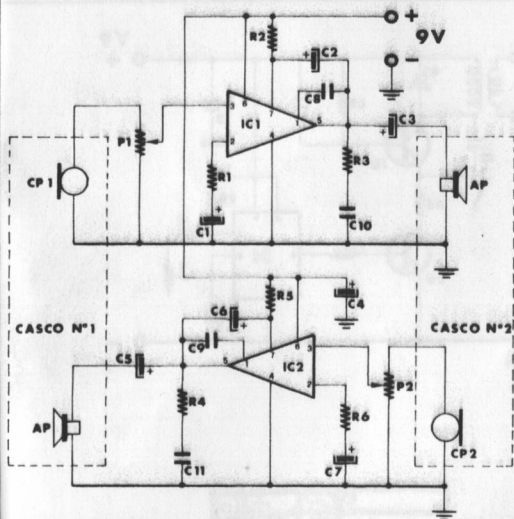 +
9V
−
R2
C2
+
C8
3
6
7
1
5
IC1
2
4
P1
C3
+
CP1
R1
R3
AP
+
C1
C10
R5
+
C4
C6
+
CASCO Nº1
CASCO Nº2
C9
C5
+
5
1
7
6
3
IC2
4
2
P2
R4
R6
AP
+
CP2
C11
C7